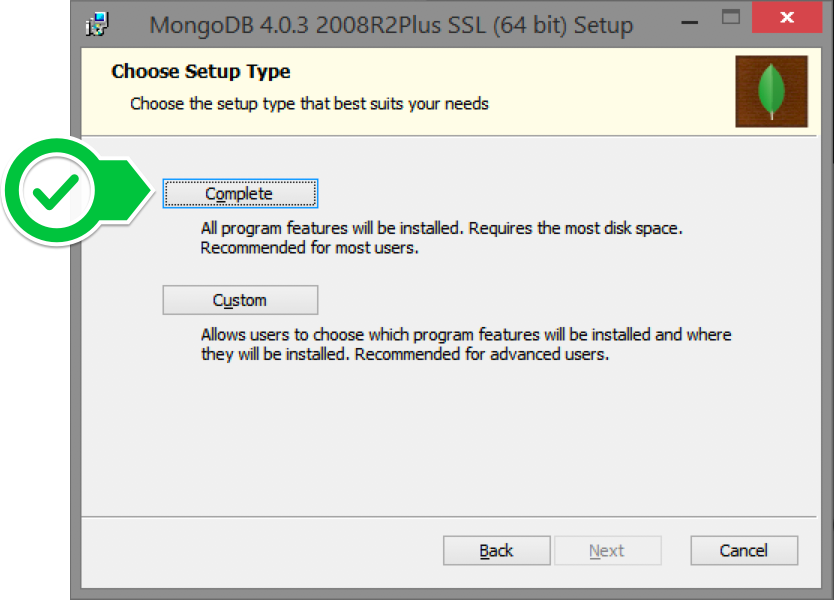 MongoDB 4.0.3 2008R2Plus SSL (64 bit) Setup
Choose Setup Type
Choose the setup type that best suits your needs
Complete
All program features will be installed. Requires the most disk space.
Recommended for most users.
Custom
Allows users to choose which program features will be installed and where
they will be installed. Recommended for advanced users.
Back
Next
Cancel